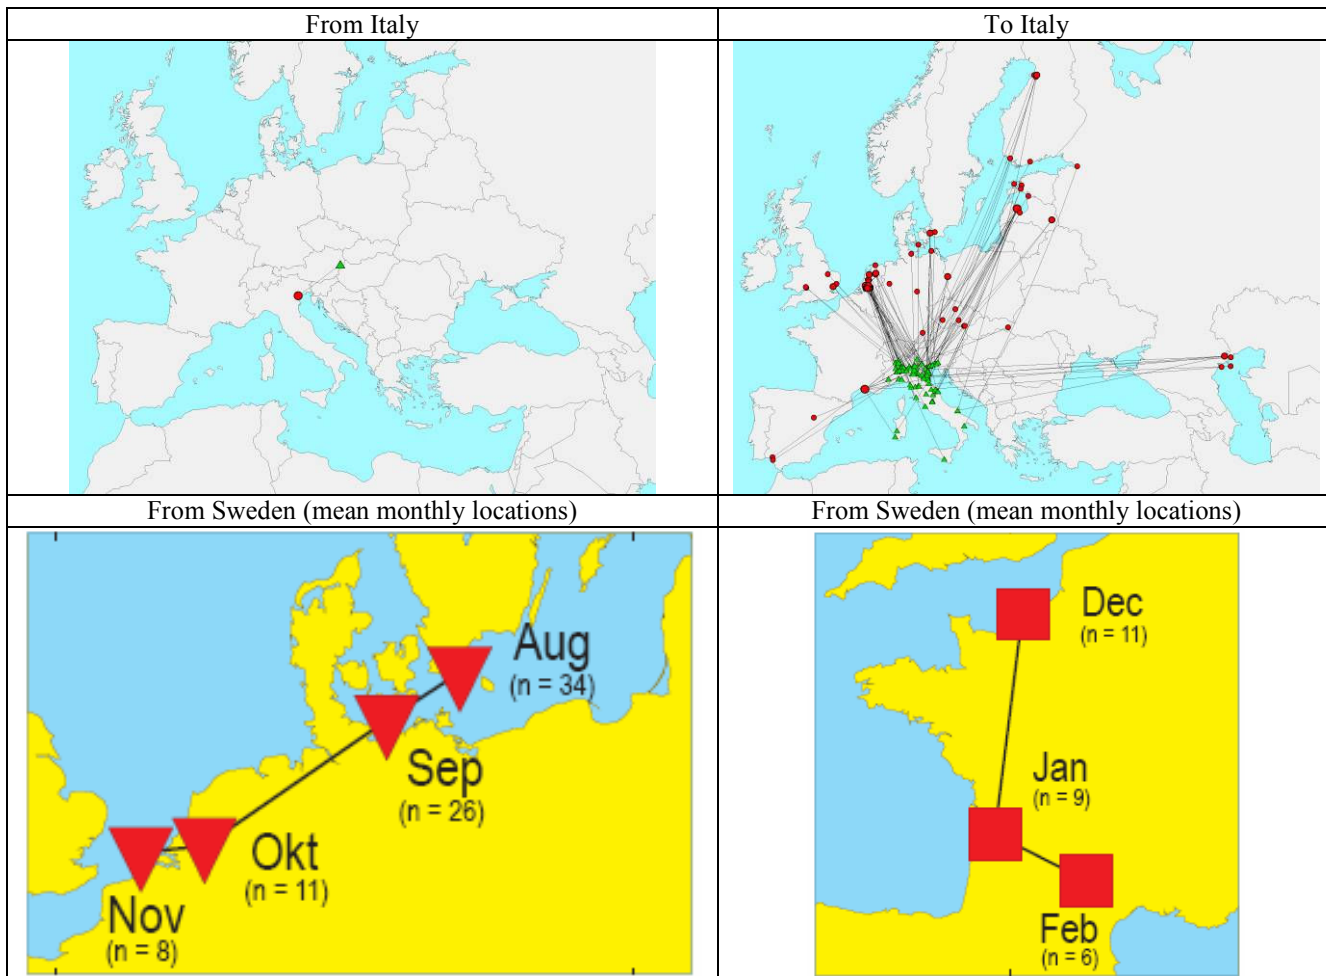 From Italy
To Italy
From Sweden (mean monthly locations)
From Sweden (mean monthly locations)
Aug
(n = 34)
Sep
(n = 26)
Okt
(n = 11)
Nov
(n = 8)
Dec
(n = 11)
Jan
(n = 9)
Feb
(n = 6)